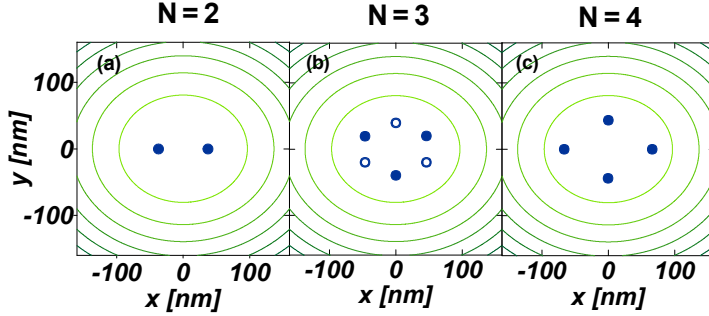 N = 2 N = 3 N = 4
(a) (b) (c)
100
0
-100
y [nm]
-100 0 100 -100 0 100 -100 0 100
x [nm] x [nm] x [nm]